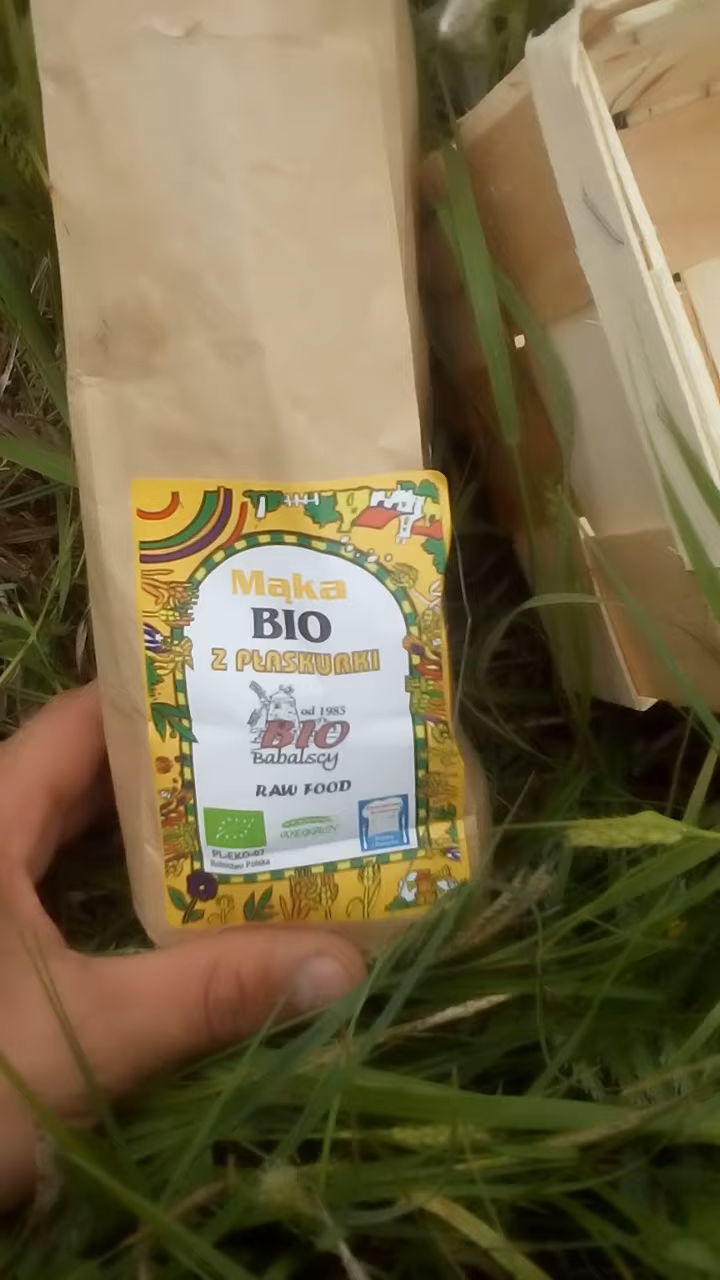 Mąka
BIO
Z PŁASKURKI
od 1985
BIO
Babalscy
RAW FOOD
PL-EKO-07
Rolnictwo Polska